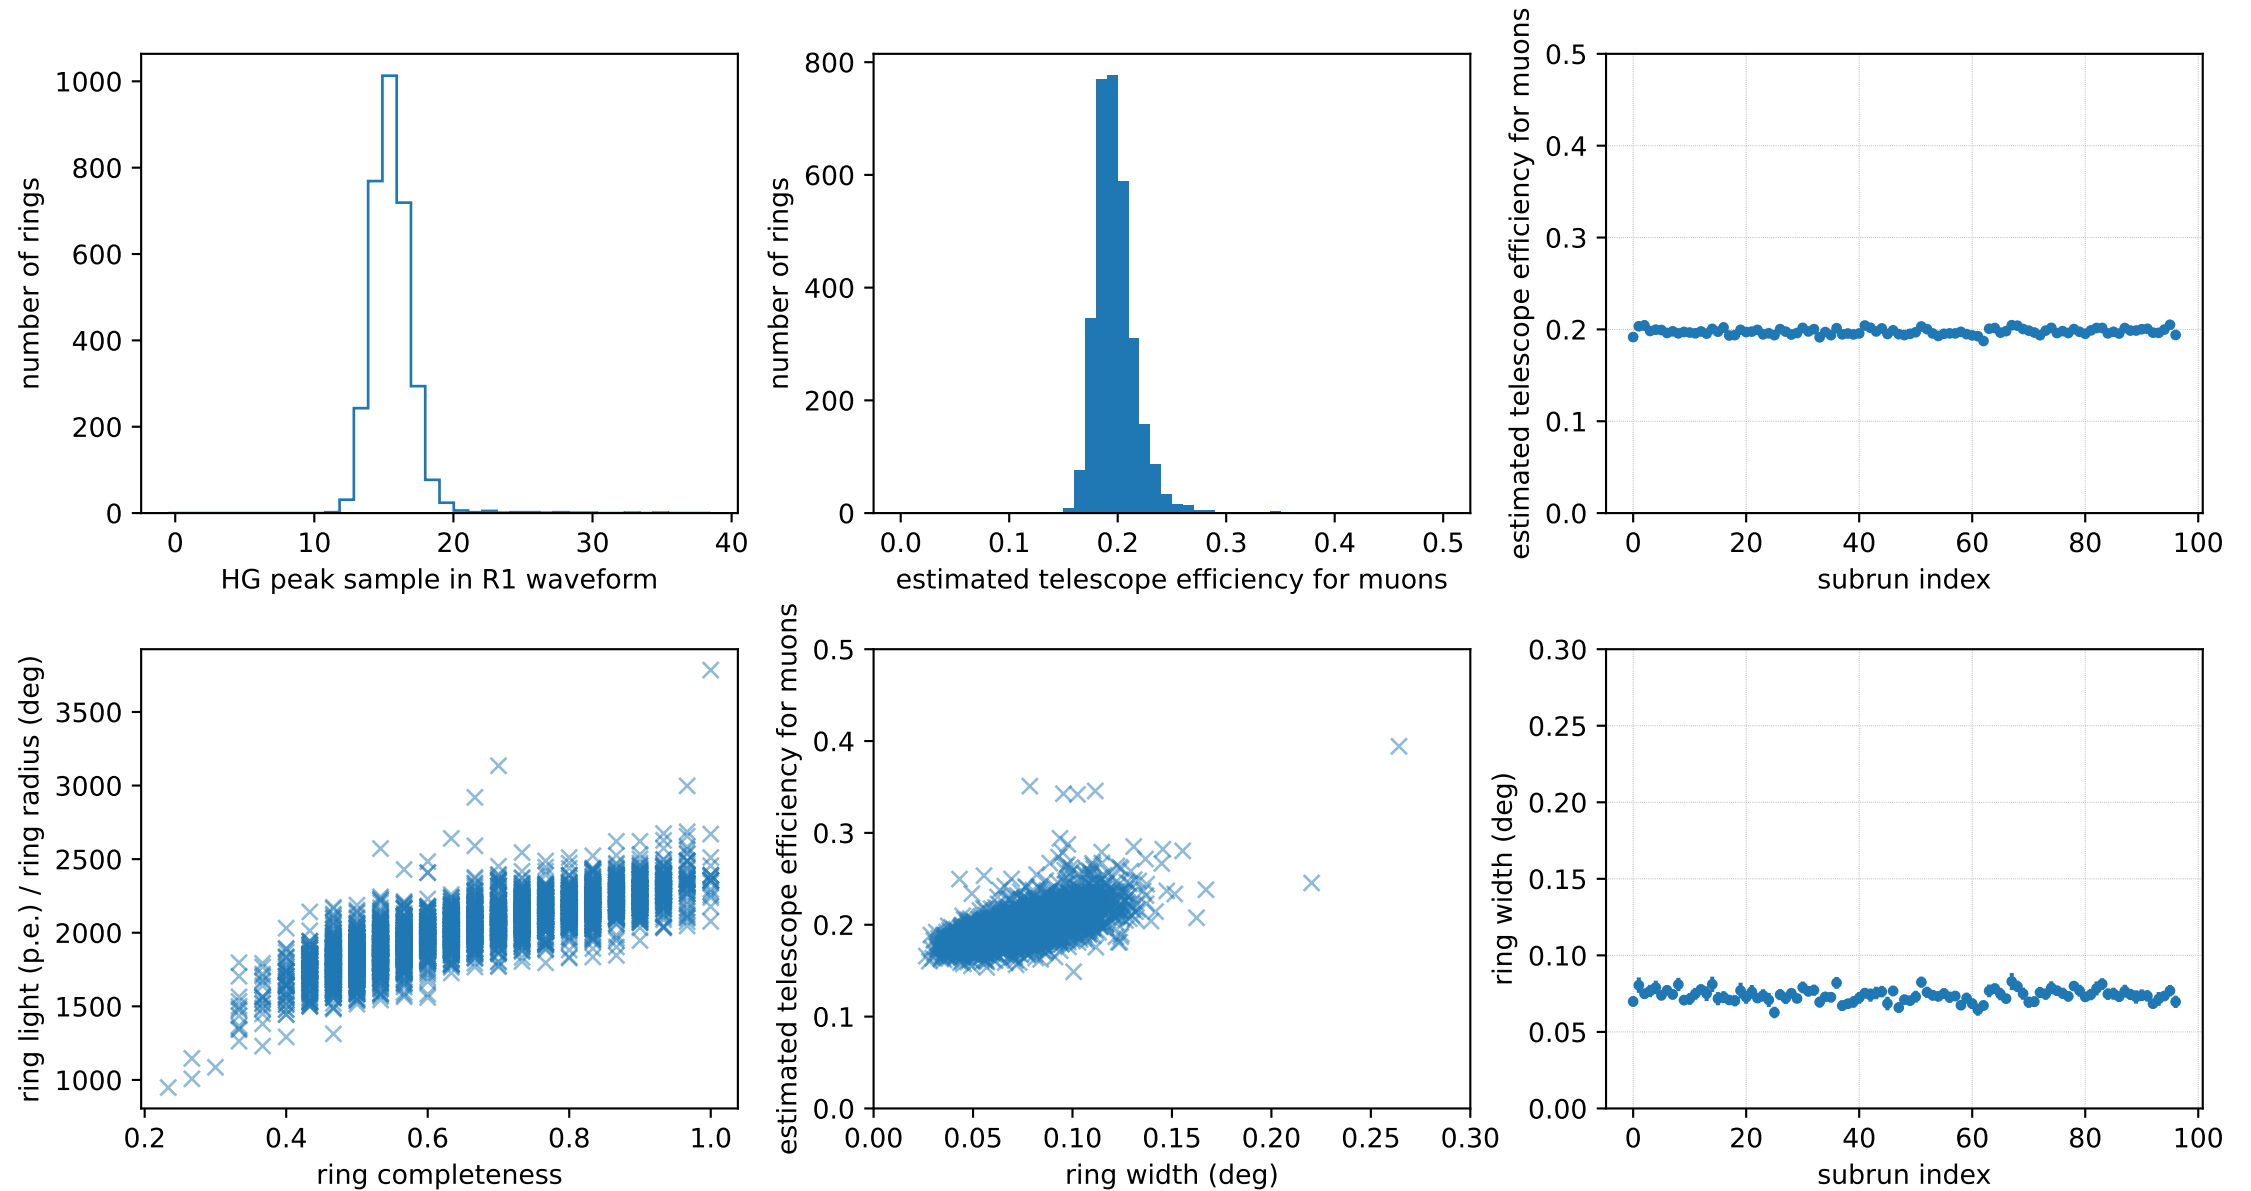 number of rings
1000
800
600
400
200
0
0 10 20 30 40
HG peak sample in R1 waveform
number of rings
800
600
400
200
0
0.0 0.1 0.2 0.3 0.4 0.5
estimated telescope efficiency for muons
estimated telescope efficiency for muons
0.5
0.4
0.3
0.2
0.1
0.0
0 20 40 60 80 100
subrun index
ring light (p.e.) / ring radius (deg)
3500
3000
2500
2000
1500
1000
0.2 0.4 0.6 0.8 1.0
ring completeness
estimated telescope efficiency for muons
0.5
0.4
0.3
0.2
0.1
0.0
0.00 0.05 0.10 0.15 0.20 0.25 0.30
ring width (deg)
ring width (deg)
0.30
0.25
0.20
0.15
0.10
0.05
0.00
0 20 40 60 80 100
subrun index